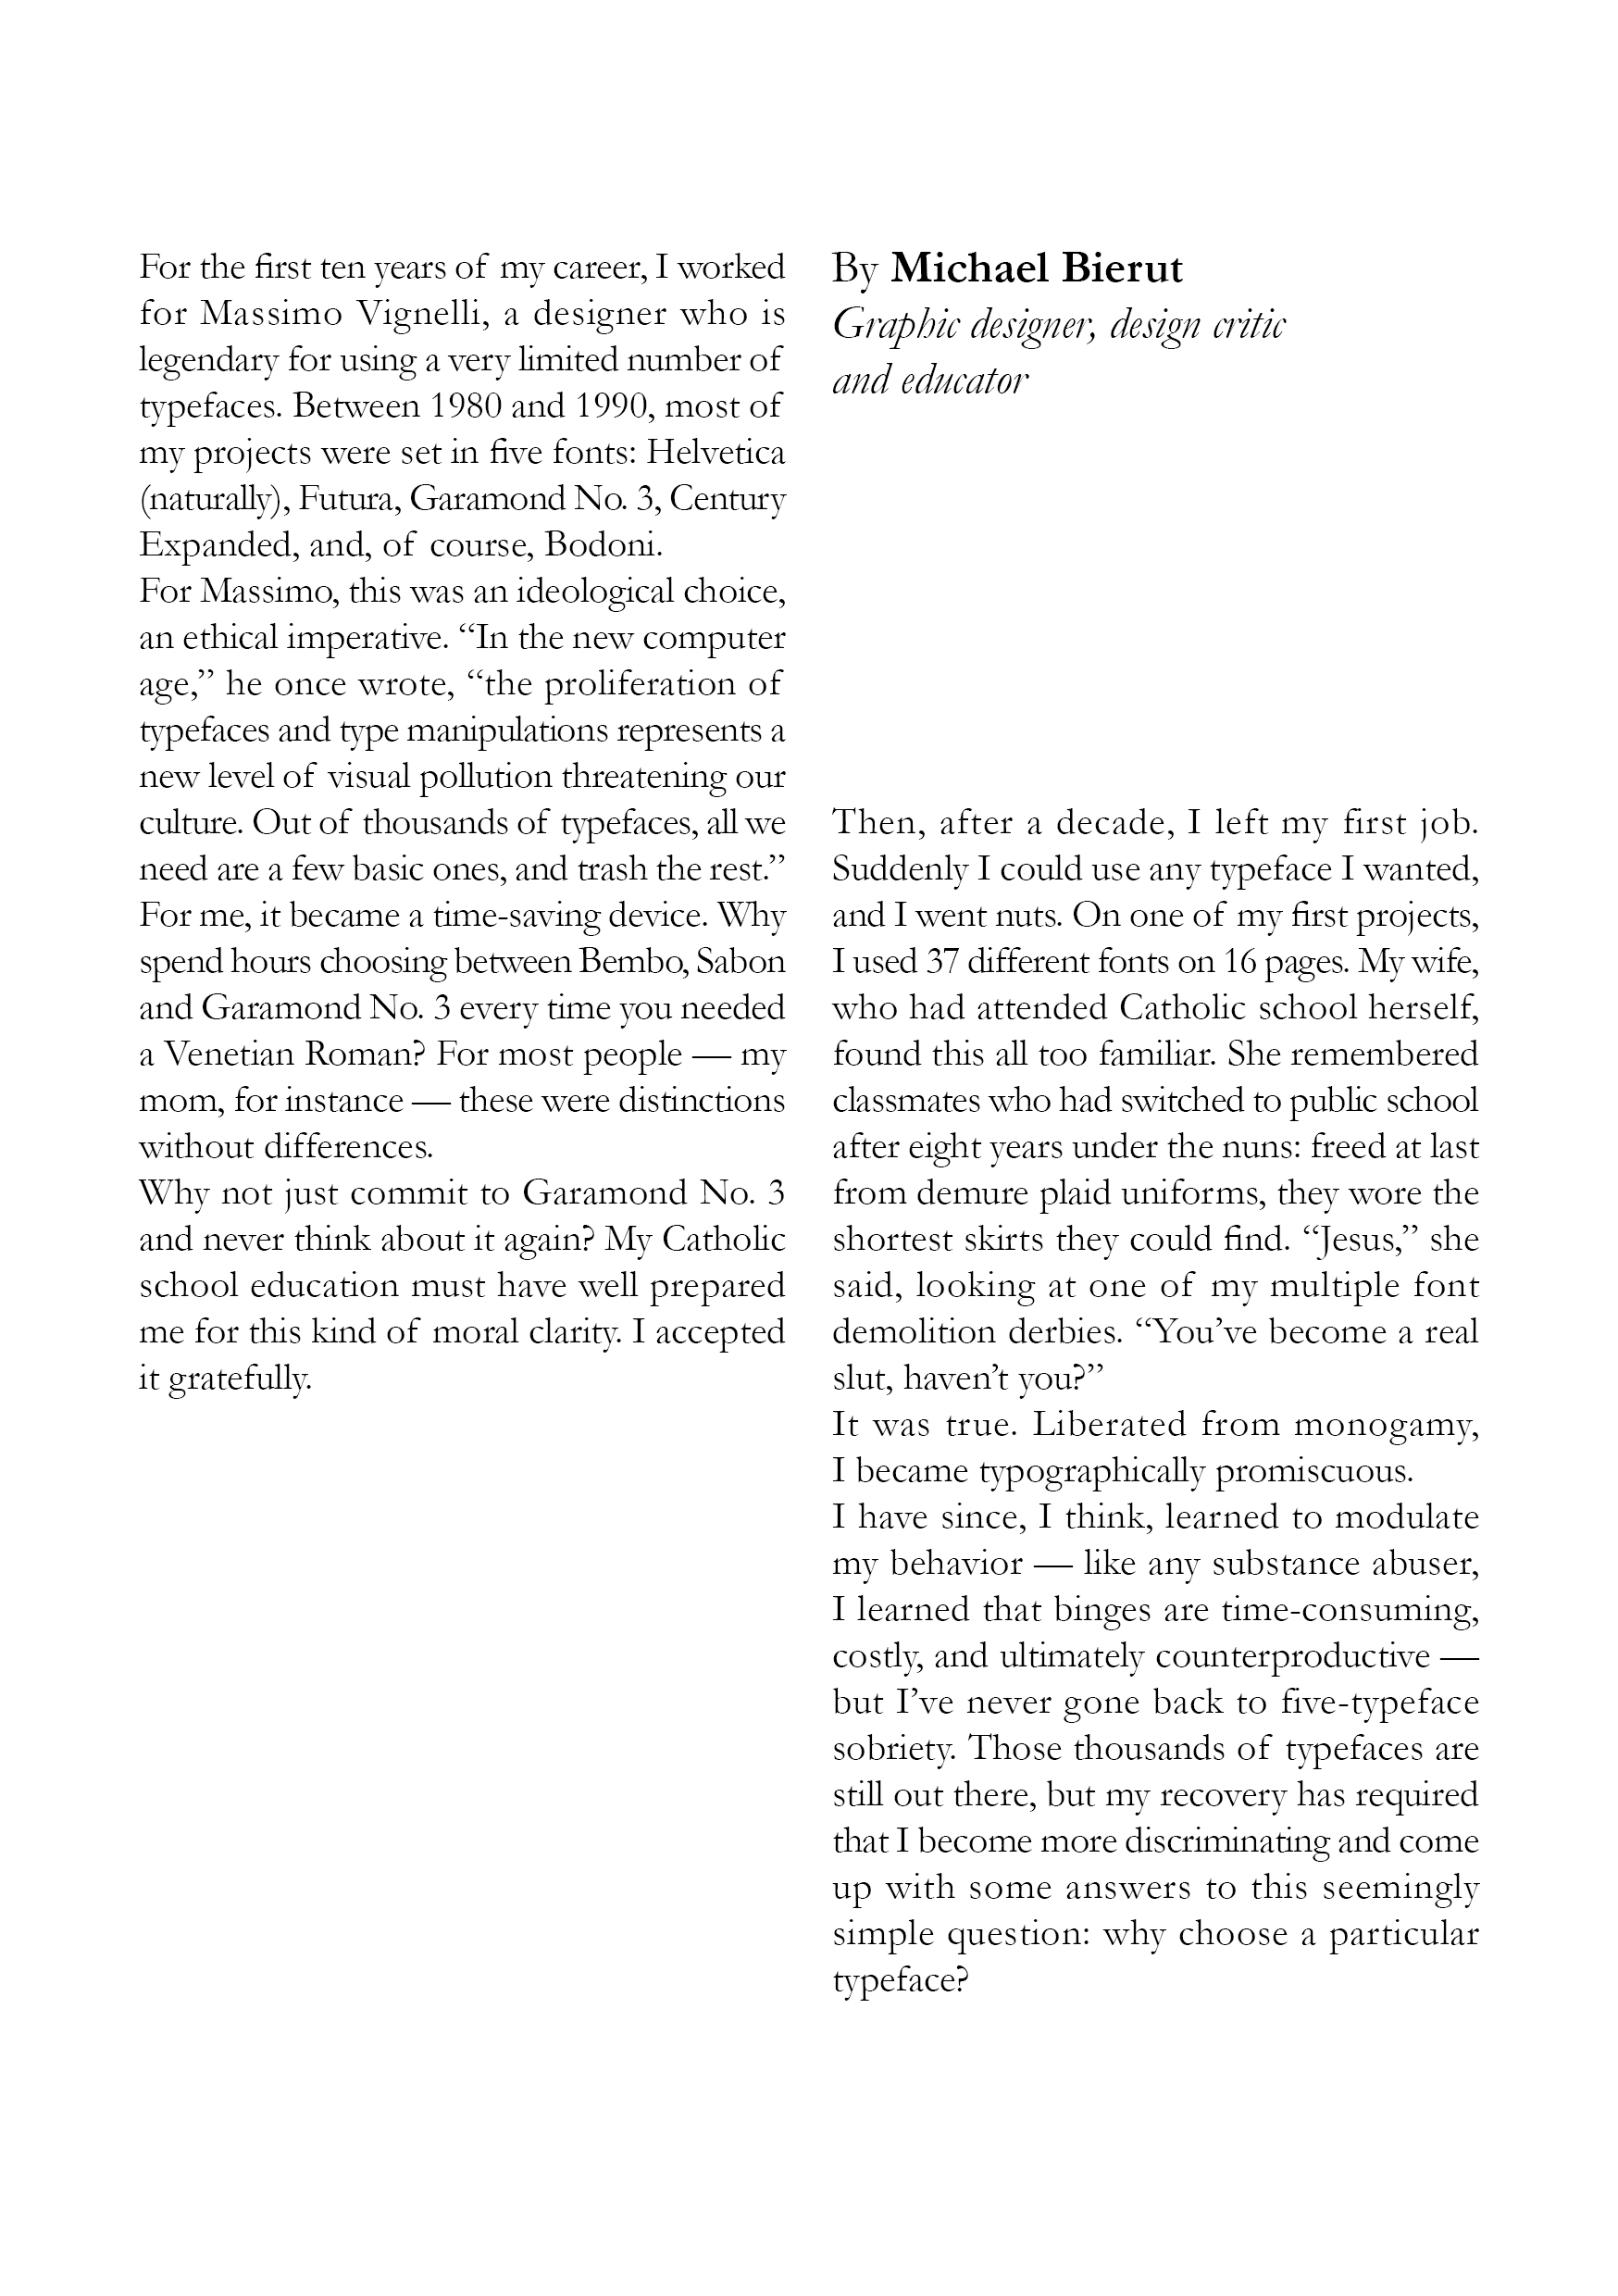 For the first ten years of my career, I worked
for Massimo Vignelli, a designer who is
legendary for using a very limited number of
typefaces. Between 1980 and 1990, most of
my projects were set in five fonts: Helvetica
(naturally), Futura, Garamond No. 3, Century
Expanded, and, of course, Bodoni.
For Massimo, this was an ideological choice,
an ethical imperative. “In the new computer
age,” he once wrote, “the proliferation of
typefaces and type manipulations represents a
new level of visual pollution threatening our
culture. Out of thousands of typefaces, all we
need are a few basic ones, and trash the rest.”
For me, it became a time-saving device. Why
spend hours choosing between Bembo, Sabon
and Garamond No. 3 every time you needed
a Venetian Roman? For most people — my
mom, for instance — these were distinctions
without differences.
Why not just commit to Garamond No. 3
and never think about it again? My Catholic
school education must have well prepared
me for this kind of moral clarity. I accepted
it gratefully.
By Michael Bierut
Graphic designer, design critic
and educator
Then, after a decade, I left my first job.
Suddenly I could use any typeface I wanted,
and I went nuts. On one of my first projects,
I used 37 different fonts on 16 pages. My wife,
who had attended Catholic school herself,
found this all too familiar. She remembered
classmates who had switched to public school
after eight years under the nuns: freed at last
from demure plaid uniforms, they wore the
shortest skirts they could find. “Jesus,” she
said, looking at one of my multiple font
demolition derbies. “You’ve become a real
slut, haven’t you?”
It was true. Liberated from monogamy,
I became typographically promiscuous.
I have since, I think, learned to modulate
my behavior — like any substance abuser,
I learned that binges are time-consuming,
costly, and ultimately counterproductive —
but I’ve never gone back to five-typeface
sobriety. Those thousands of typefaces are
still out there, but my recovery has required
that I become more discriminating and come
up with some answers to this seemingly
simple question: why choose a particular
typeface?